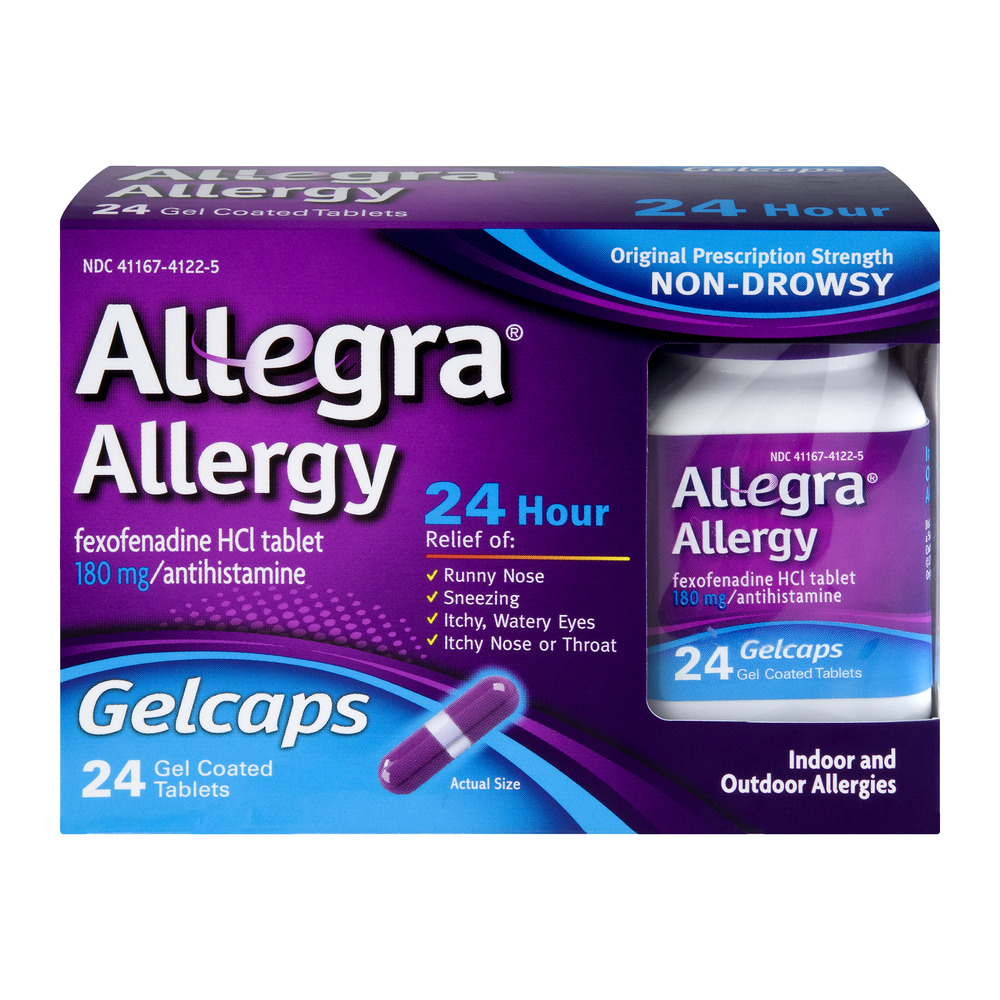 Allegra®
Allergy
24 Gel Coated Tablets
Gelcaps
24 Hour
NDC 41167-4122-5
Original Prescription Strength
NON-DROWSY
Allegra®
Allergy
fexofenadine HCl tablet
180 mg/antihistamine
24 Hour
Relief of:
✓ Runny Nose
✓ Sneezing
✓ Itchy, Watery Eyes
✓ Itchy Nose or Throat
Gelcaps
24 Gel Coated
Tablets
Actual Size
NDC 41167-4122-5
Allegra®
Allergy
fexofenadine HCl tablet
180 mg/antihistamine
24 Gelcaps
Gel Coated Tablets
Indoor and
Outdoor Allergies